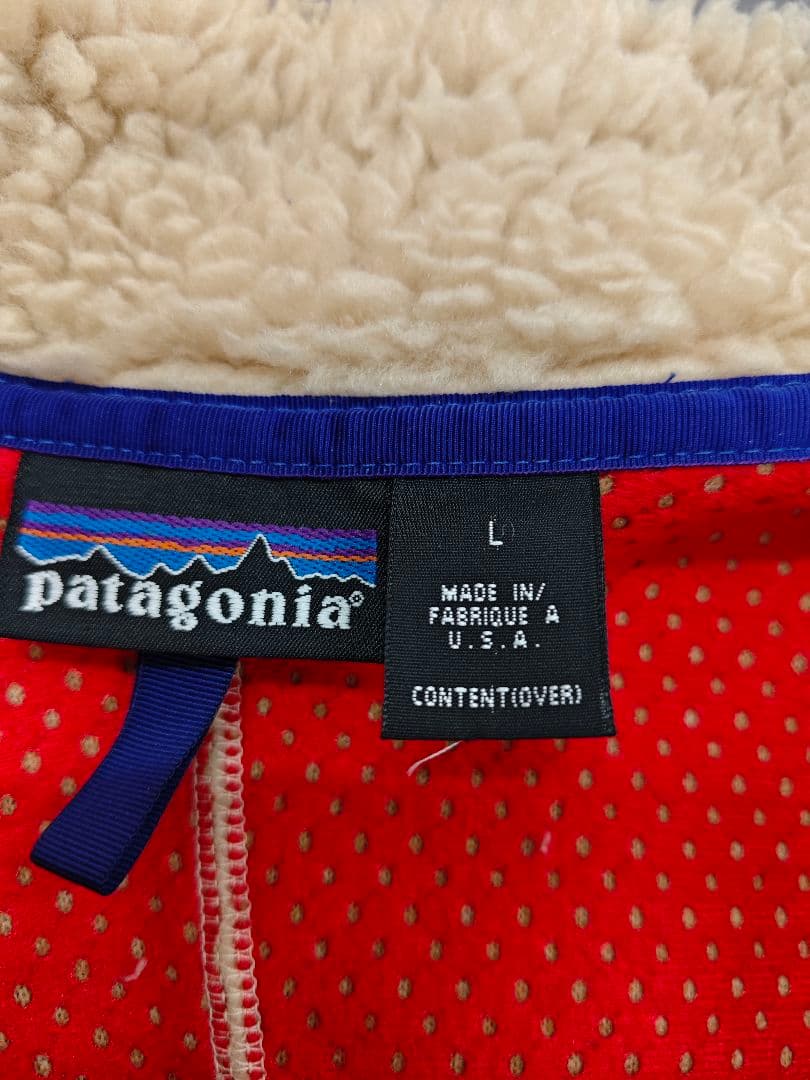 patagonia®
L
MADE IN/
FABRIQUE A
U.S.A.
CONTENT(OVER)